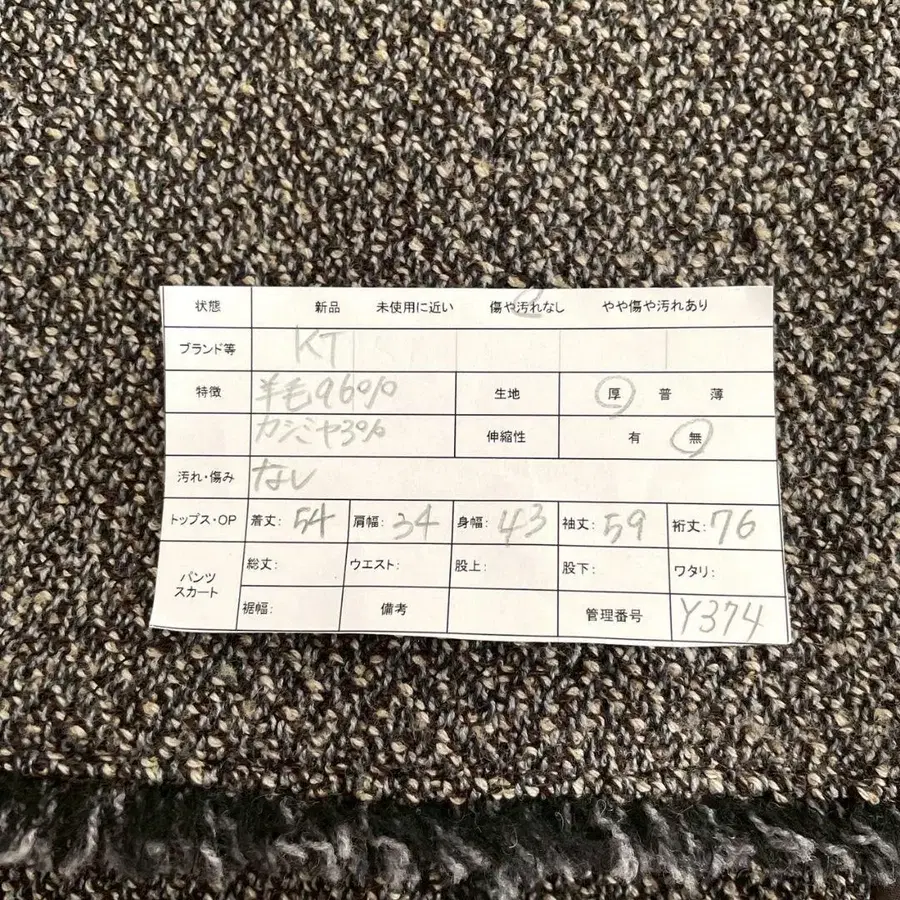 状態 新品 未使用に近い 傷や汚れなし やや傷や汚れあり
ブランド等 KT
特徴 羊毛96% 生地 厚 普 薄
カシミヤ3% 伸縮性 有 無
汚れ・傷み なし
トップス・OP 着丈: 54 肩幅: 34 身幅: 43 袖丈: 59 裄丈: 76
パンツ スカート 総丈: ウエスト: 股上: 股下: ワタリ:
裾幅: 備考 管理番号 Y374